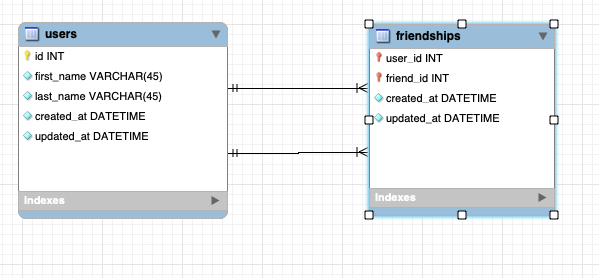 users
id INT
first_name VARCHAR(45)
last_name VARCHAR(45)
created_at DATETIME
updated_at DATETIME
Indexes
friendships
user_id INT
friend_id INT
created_at DATETIME
updated_at DATETIME
Indexes